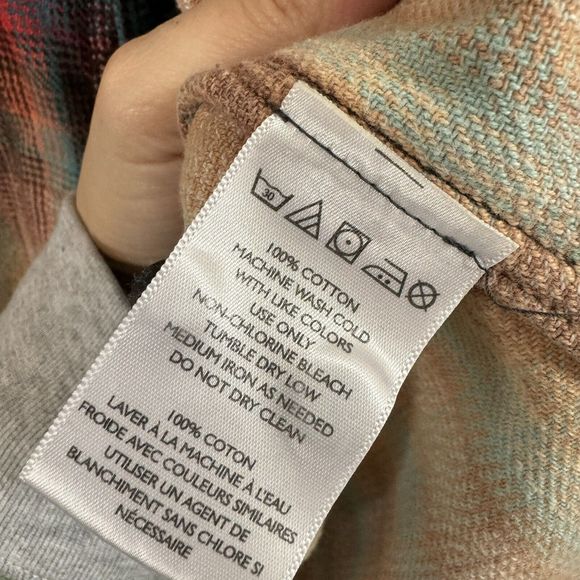 30
100% COTTON
MACHINE WASH COLD
WITH LIKE COLORS
USE ONLY
NON-CHLORINE BLEACH
TUMBLE DRY LOW
MEDIUM IRON AS NEEDED
DO NOT DRY CLEAN
100% COTON
LAVER À LA MACHINE À L'EAU
FROIDE AVEC COULEURS SIMILAIRES
UTILISER UN AGENT DE
BLANCHIMENT SANS CHLORE SI
NÉCESSAIRE